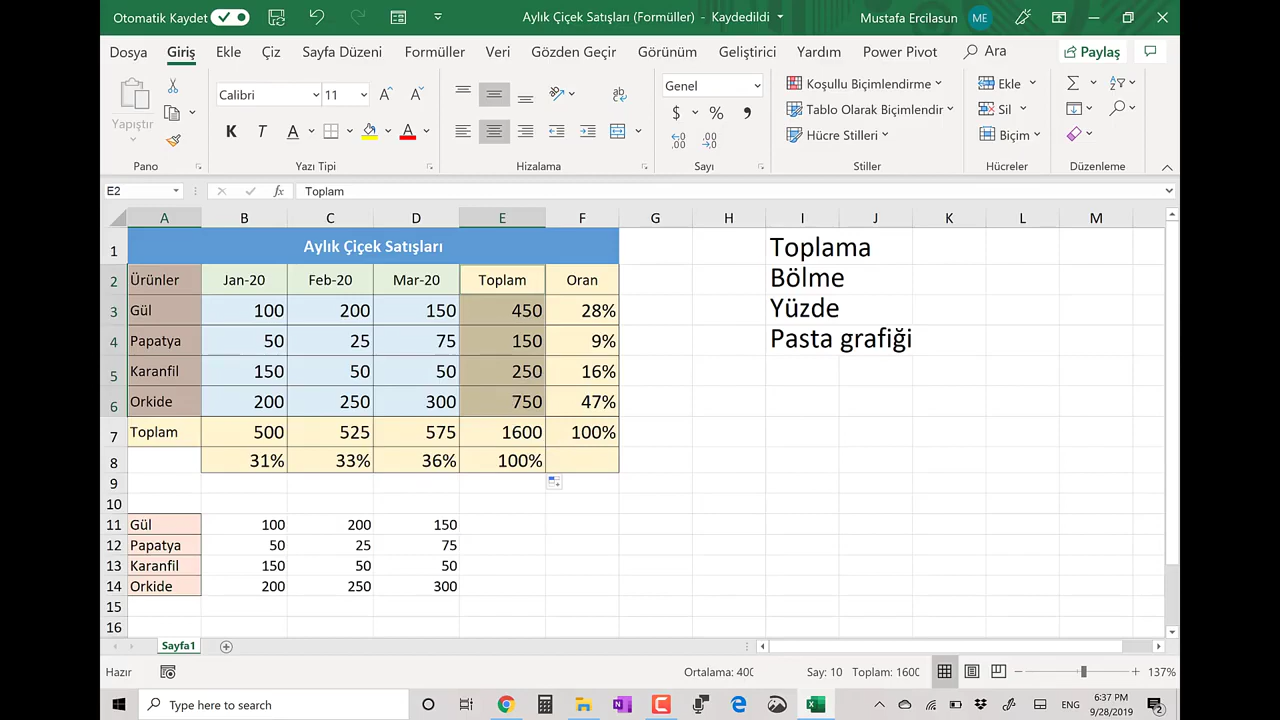 Otomatik Kaydet
Aylık Çiçek Satışları (Formüller) - Kaydedildi
Mustafa Ercilasun
ME
Dosya Giriş Ekle Çiz Sayfa Düzeni Formüller Veri Gözden Geçir Görünüm Geliştirici Yardım Power Pivot Ara Paylaş
Yapıştır
Calibri 11
K T A
Genel
Koşullu Biçimlendirme
Tablo Olarak Biçimlendir
Hücre Stilleri
Ekle
Sil
Biçim
Pano Yazı Tipi Hizalama Sayı Stiller Hücreler Düzenleme
E2 fx Toplam
A B C D E F G H I J K L M
1 Aylık Çiçek Satışları Toplama
2 Ürünler Jan-20 Feb-20 Mar-20 Toplam Oran Bölme
3 Gül 100 200 150 450 28% Yüzde
4 Papatya 50 25 75 150 9% Pasta grafiği
5 Karanfil 150 50 50 250 16%
6 Orkide 200 250 300 750 47%
7 Toplam 500 525 575 1600 100%
8 31% 33% 36% 100%
9
10
11 Gül 100 200 150
12 Papatya 50 25 75
13 Karanfil 150 50 50
14 Orkide 200 250 300
15
16
Sayfa1
Hazır Ortalama: 400 Say: 10 Toplam: 1600 137%
Type here to search
6:37 PM
9/28/2019
2